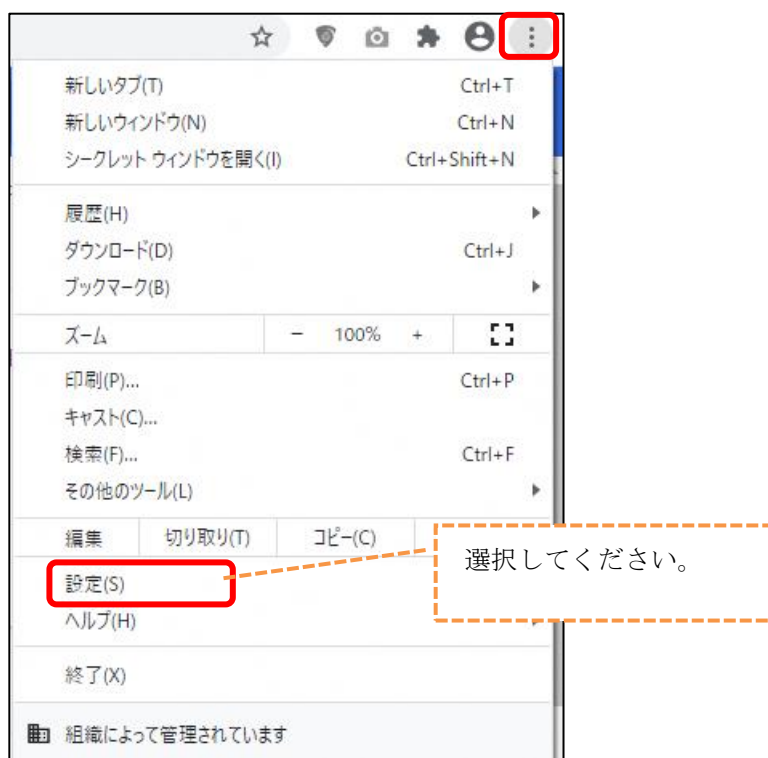 新しいタブ(T) Ctrl+T
新しいウィンドウ(N) Ctrl+N
シークレット ウィンドウを開く(I) Ctrl+Shift+N
履歴(H)
ダウンロード(D) Ctrl+J
ブックマーク(B)
ズーム - 100% +
印刷(P)... Ctrl+P
キャスト(C)...
検索(F)... Ctrl+F
その他のツール(L)
編集 切り取り(T) コピー(C)
選択してください。
設定(S)
ヘルプ(H)
終了(X)
組織によって管理されています